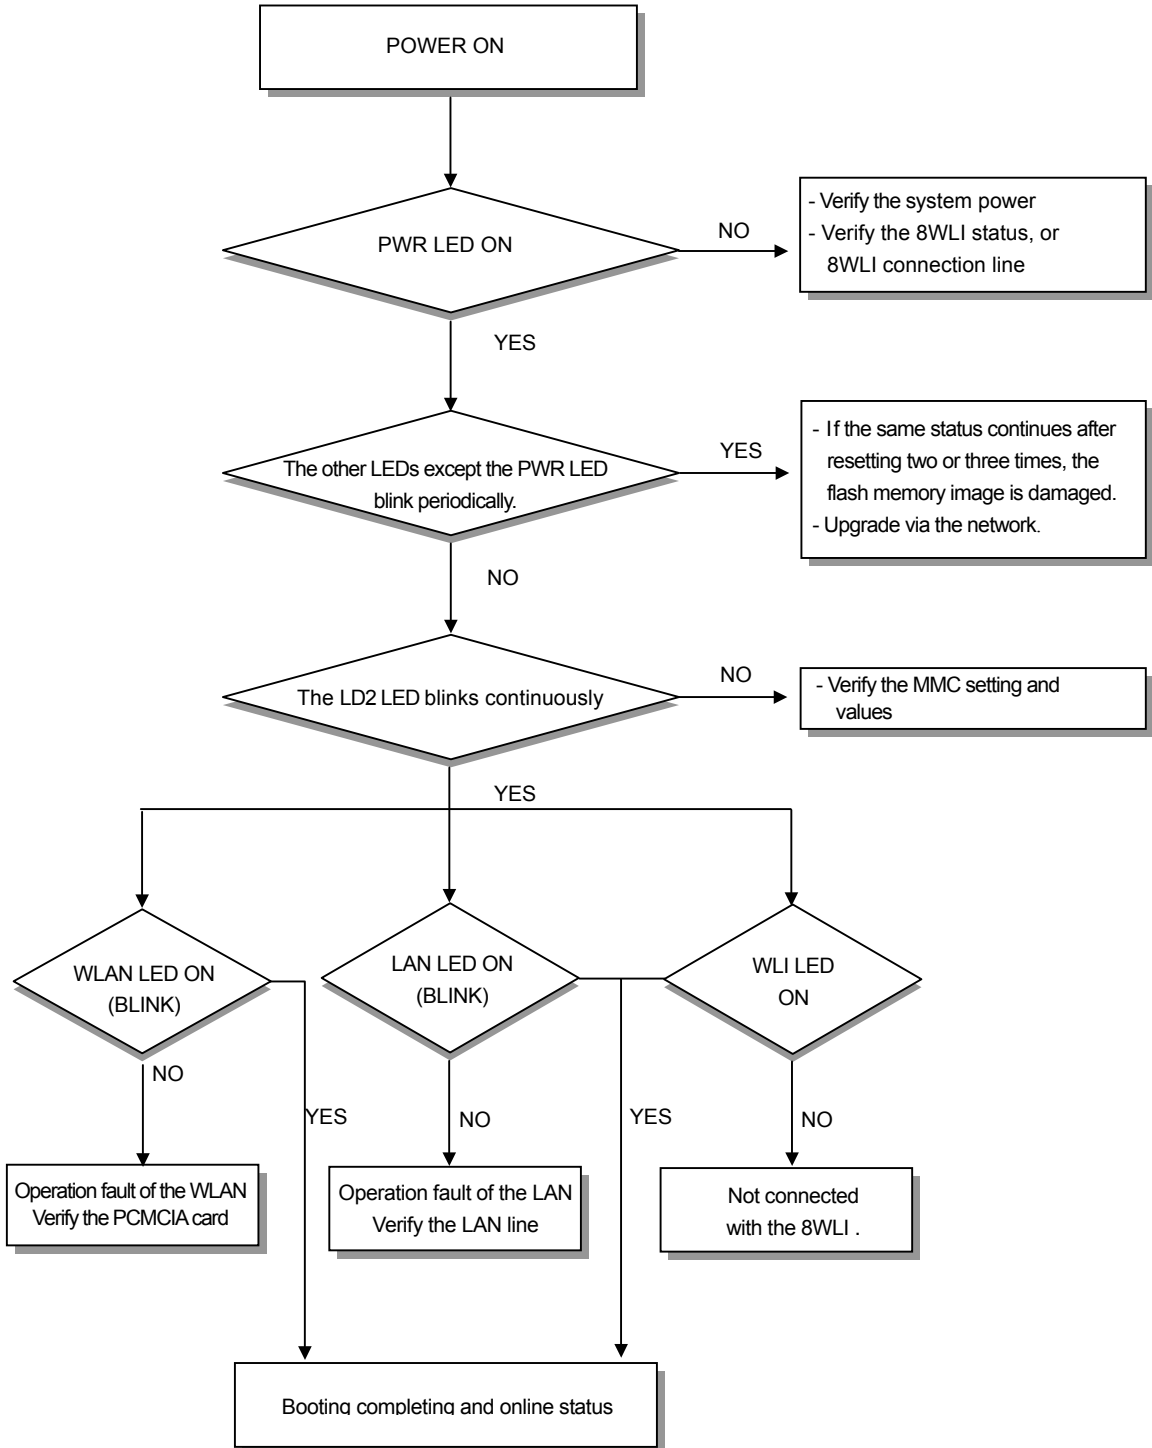 POWER ON
PWR LED ON
NO
- Verify the system power
- Verify the 8WLI status, or
8WLI connection line
YES
The other LEDs except the PWR LED
blink periodically.
YES
- If the same status continues after
resetting two or three times, the
flash memory image is damaged.
- Upgrade via the network.
NO
The LD2 LED blinks continuously
NO
- Verify the MMC setting and
values
YES
WLAN LED ON
(BLINK)
LAN LED ON
(BLINK)
WLI LED
ON
NO
YES
NO
YES
NO
Operation fault of the WLAN
Verify the PCMCIA card
Operation fault of the LAN
Verify the LAN line
Not connected
with the 8WLI .
Booting completing and online status